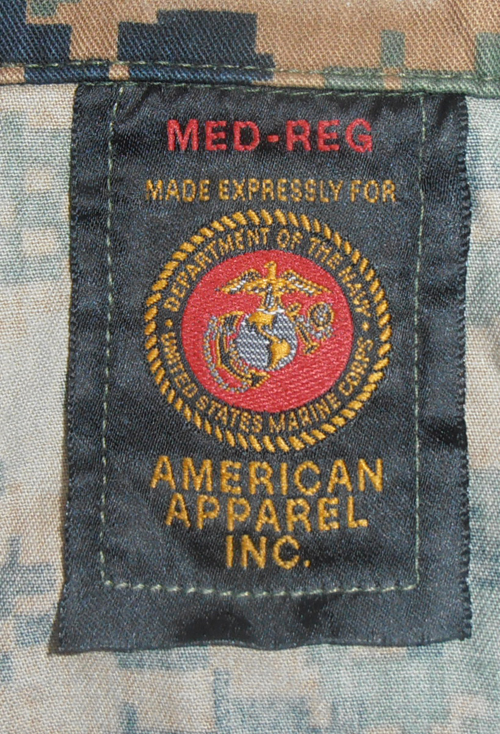 MED-REG
MADE EXPRESSLY FOR
DEPARTMENT OF THE NAVY
UNITED STATES MARINE CORPS
AMERICAN
APPAREL
INC.